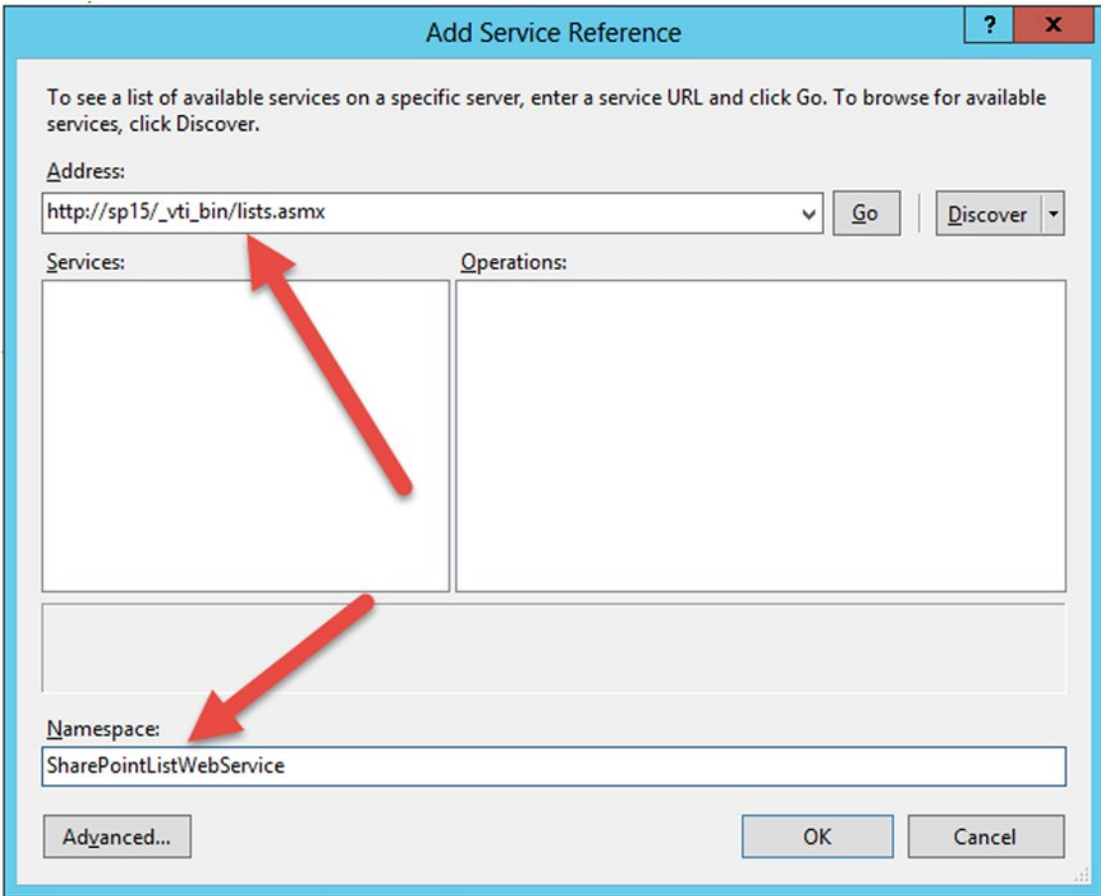 Add Service Reference
?
x
To see a list of available services on a specific server, enter a service URL and click Go. To browse for available
services, click Discover.
Address:
http://sp15/_vti_bin/lists.asmx
Go
Discover
Services:
Operations:
Namespace:
SharePointListWebService
Advanced...
OK
Cancel